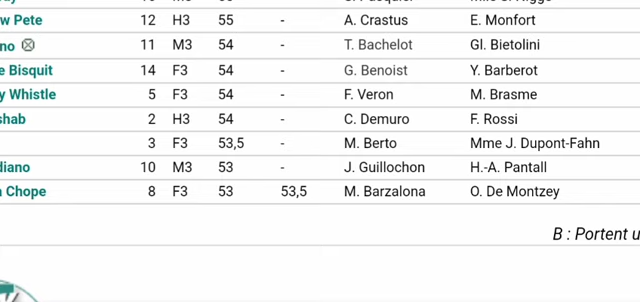 w Pete 12 H3 55 - A. Crastus E. Monfort
no 11 M3 54 - T. Bachelot Gl. Bietolini
e Bisquit 14 F3 54 - G. Benoist Y. Barberot
y Whistle 5 F3 54 - F. Veron M. Brasme
shab 2 H3 54 - C. Demuro F. Rossi
3 F3 53,5 - M. Berto Mme J. Dupont-Fahn
diano 10 M3 53 - J. Guillochon H.-A. Pantall
Chope 8 F3 53 53,5 M. Barzalona O. De Montzey
B : Portent u